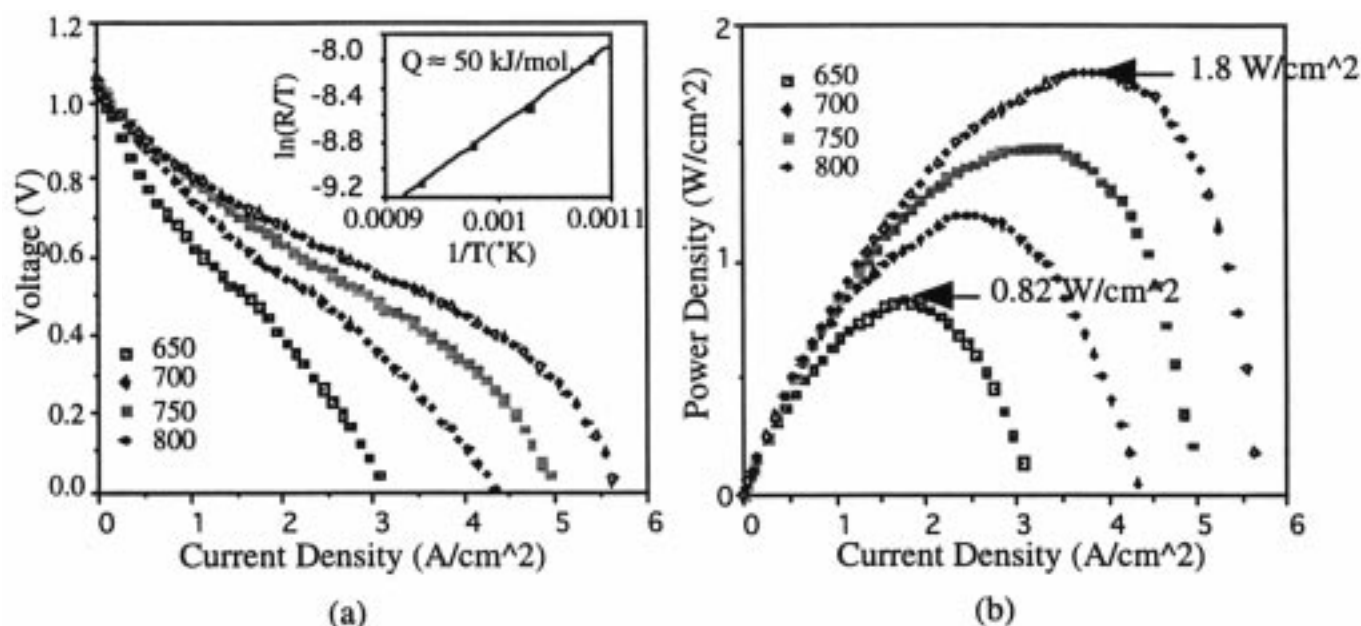 1.2
1.0
0.8
0.6
0.4
0.2
0.0
Voltage (V)
0 1 2 3 4 5 6
Current Density (A/cm^2)
650
700
750
800
Q ≈ 50 kJ/mol
-8.0
-8.4
-8.8
-9.2
ln(R/T)
0.0009 0.001 0.0011
1/T(°K)
(a)
2
1
0
Power Density (W/cm^2)
0 1 2 3 4 5 6
Current Density (A/cm^2)
650
700
750
800
1.8 W/cm^2
0.82 W/cm^2
(b)